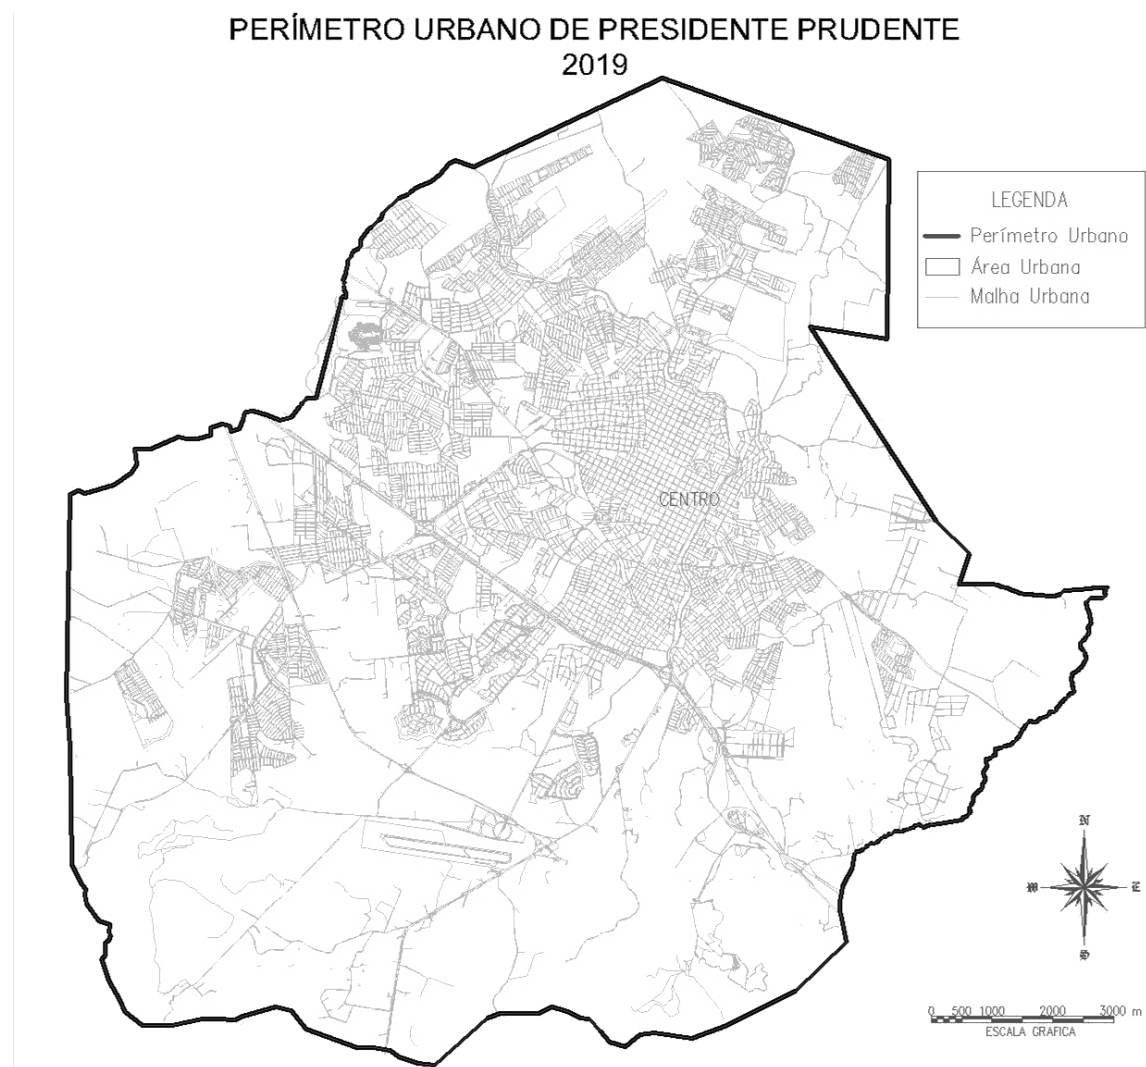 PERÍMETRO URBANO DE PRESIDENTE PRUDENTE
2019
LEGENDA
Perímetro Urbano
Área Urbana
Malha Urbana
CENTRO
N
W E
S
0 500 1000 2000 3000 m
ESCALA GRAFICA